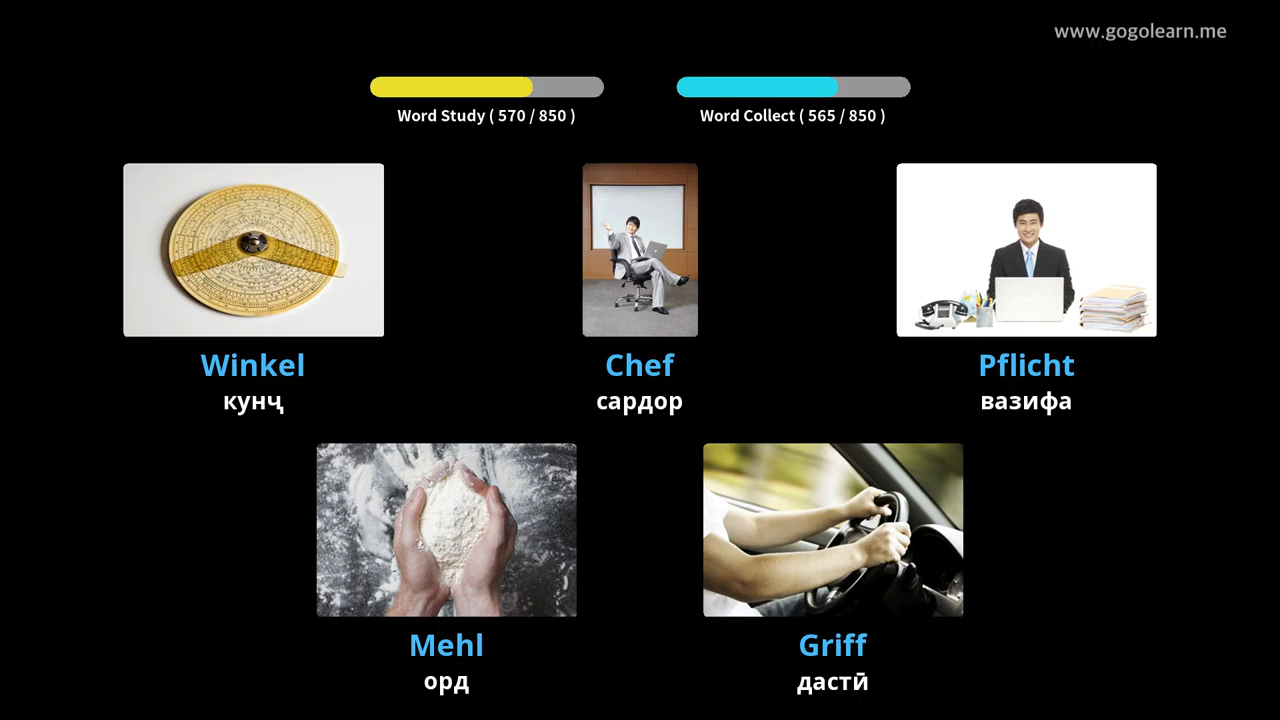 www.gogolearn.me
Word Study ( 570 / 850 )
Word Collect ( 565 / 850 )
Winkel
кунҷ
Chef
сардор
Pflicht
вазифа
Mehl
орд
Griff
дастӣ